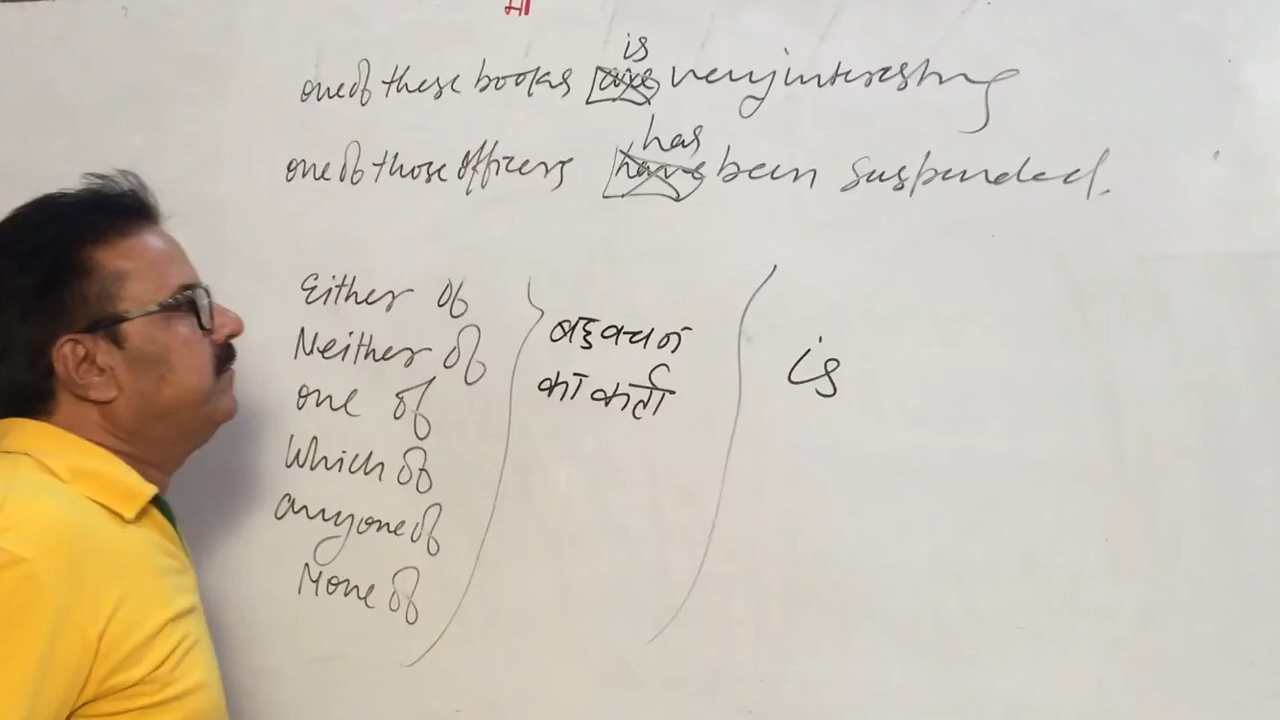 मा
is
one of these books are very interesting
has
one of those officers have been suspended.
Either of
Neither of
one of
Which of
anyone of
None of
बहुवचन
का कर्ता
is